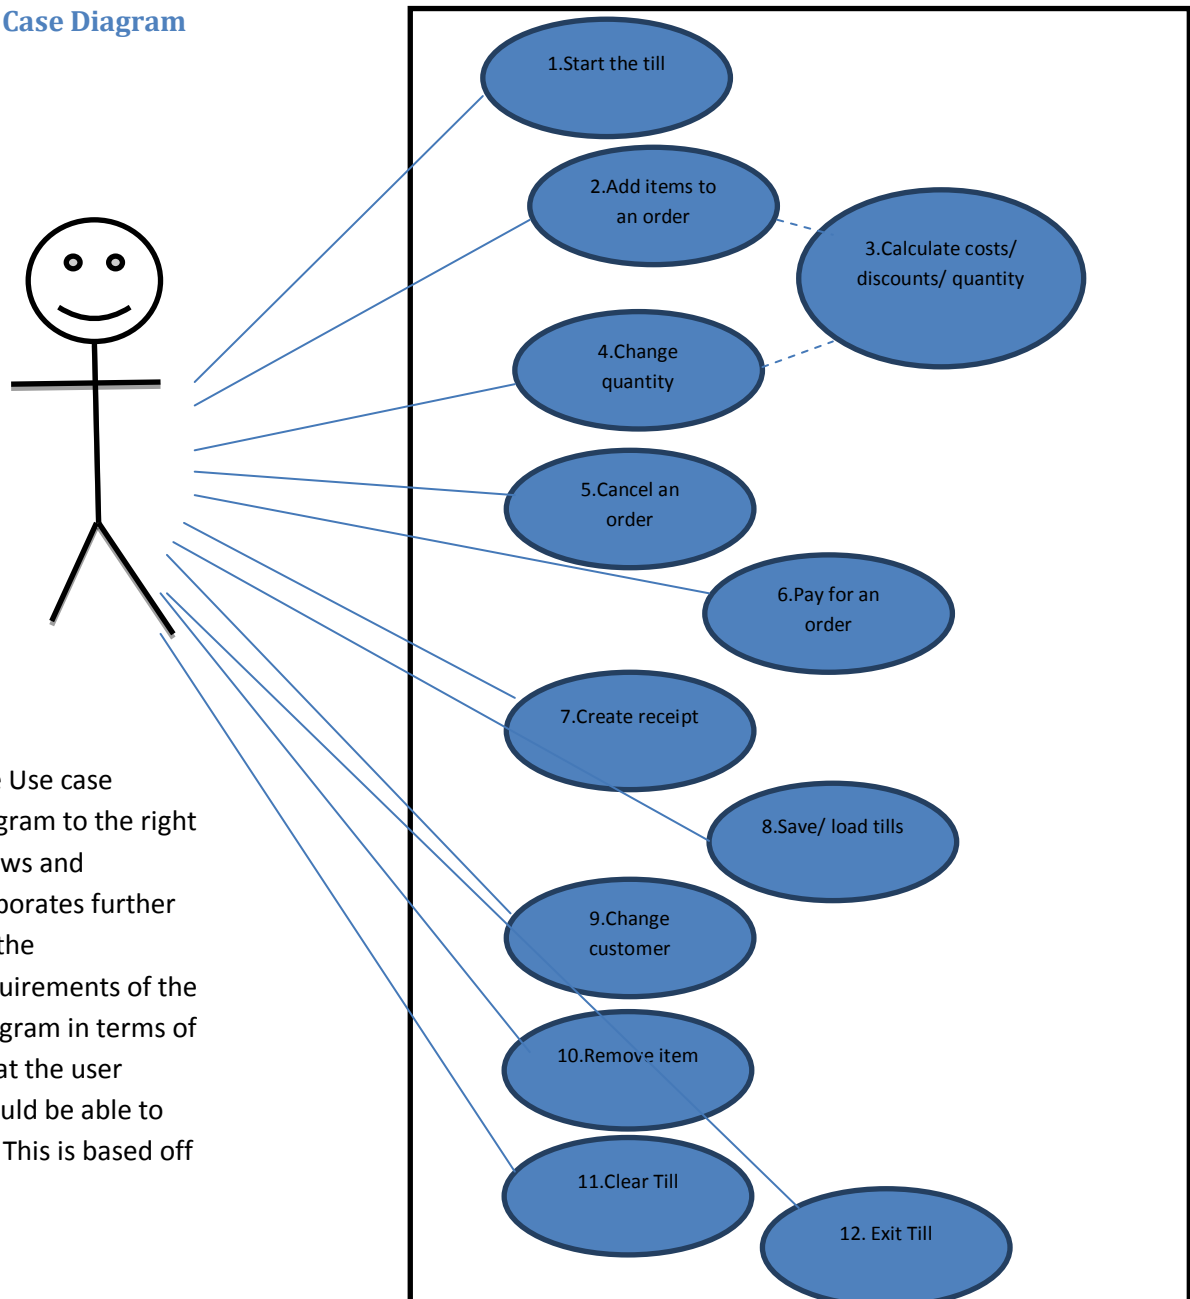 Case Diagram
1.Start the till
2.Add items to
an order
3.Calculate costs/
discounts/ quantity
4.Change
quantity
5.Cancel an
order
6.Pay for an
order
7.Create receipt
8.Save/ load tills
9.Change
customer
10.Remove item
11.Clear Till
12. Exit Till
Use case
gram to the right
ws and
porates further
the
uirements of the
gram in terms of
at the user
uld be able to
This is based off